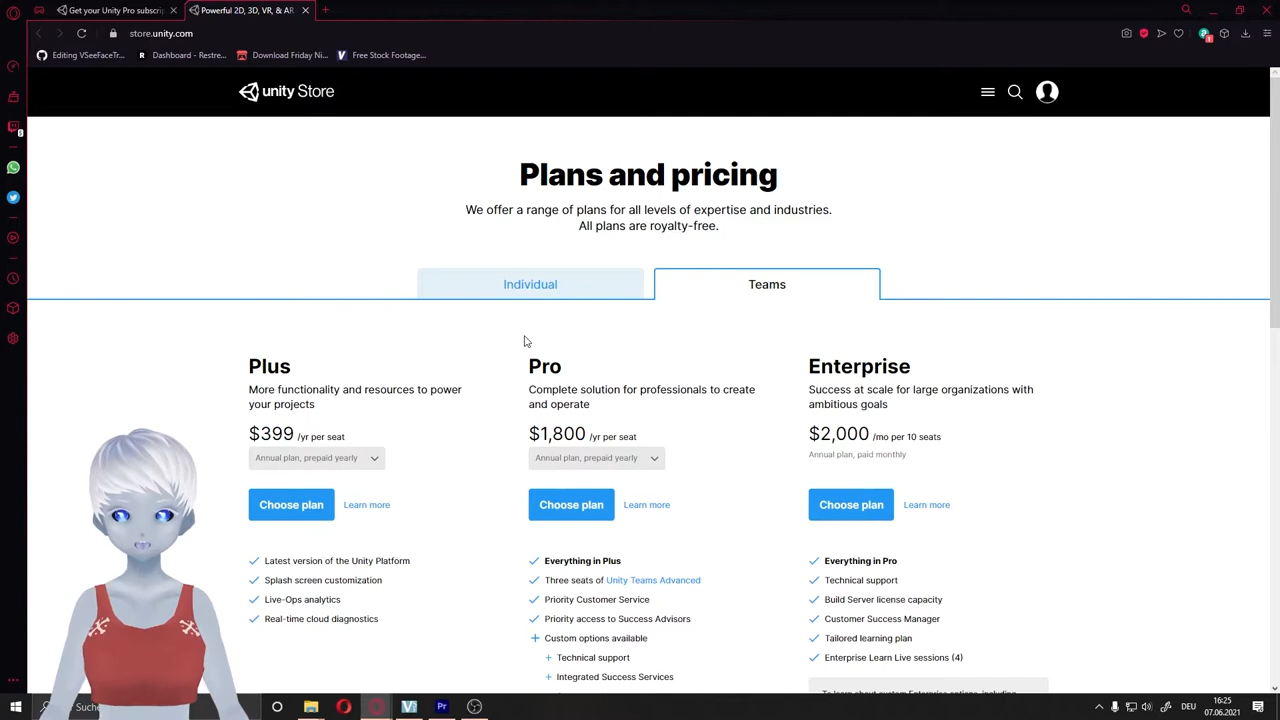 Get your Unity Pro subscrip
Powerful 2D, 3D, VR, & AR
store.unity.com
Editing VSeeFaceTr...
Dashboard - Restre...
Download Friday Ni...
Free Stock Footage...
unity Store
Plans and pricing
We offer a range of plans for all levels of expertise and industries.
All plans are royalty-free.
Individual
Teams
Plus
More functionality and resources to power
your projects
$399 /yr per seat
Annual plan, prepaid yearly
Choose plan
Learn more
Latest version of the Unity Platform
Splash screen customization
Live-Ops analytics
Real-time cloud diagnostics
Pro
Complete solution for professionals to create
and operate
$1,800 /yr per seat
Annual plan, prepaid yearly
Choose plan
Learn more
Everything in Plus
Three seats of Unity Teams Advanced
Priority Customer Service
Priority access to Success Advisors
Custom options available
Technical support
Integrated Success Services
Enterprise
Success at scale for large organizations with
ambitious goals
$2,000 /mo per 10 seats
Annual plan, paid monthly
Choose plan
Learn more
Everything in Pro
Technical support
Build Server license capacity
Customer Success Manager
Tailored learning plan
Enterprise Learn Live sessions (4)
To learn about custom Enterprise options, including
Suche
DEU
16:25
07.06.2021